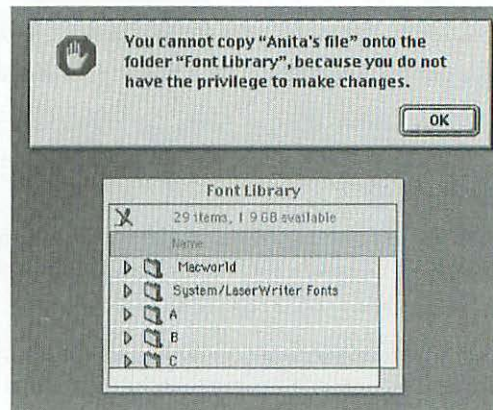 You cannot copy “Anita's file” onto the
folder “Font Library”, because you do not
have the privilege to make changes.
OK
Font Library
29 items, 1.9 GB available
Name
Macworld
System/LaserWriter Fonts
A
B
C